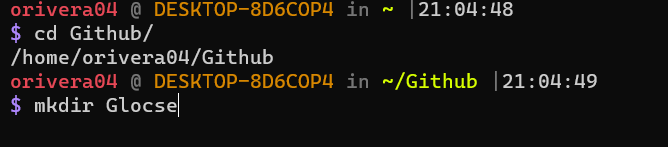 orivera04 @ DESKTOP-8D6COP4 in ~ |21:04:48
$ cd Github/
/home/orivera04/Github
orivera04 @ DESKTOP-8D6COP4 in ~/Github |21:04:49
$ mkdir Glocse